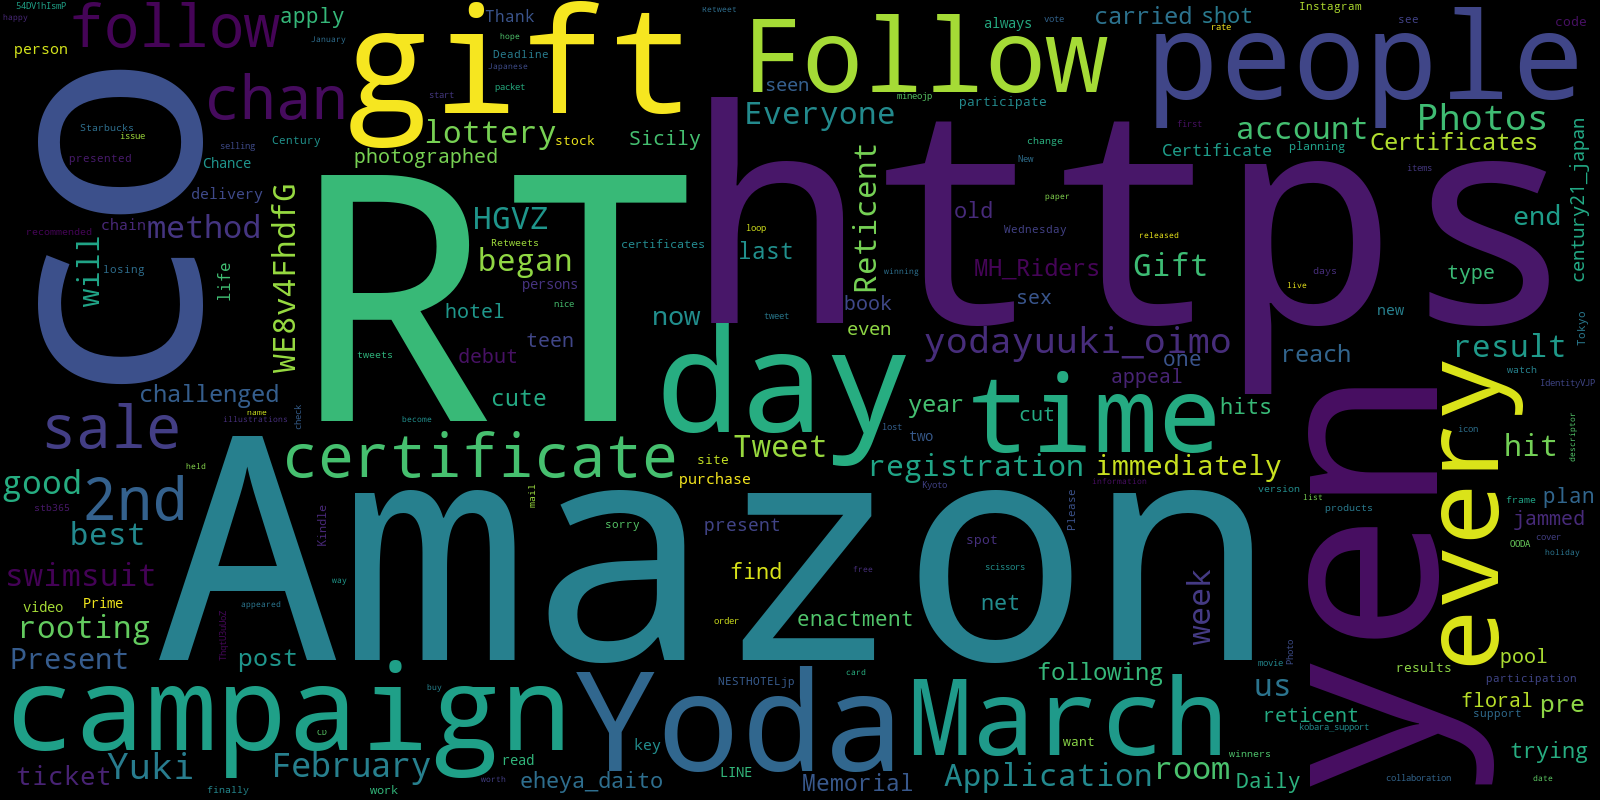 54DV1hIsmP
happy
follow
apply
person
January
gift
Thank
hope
Deadline
Japanese
packet
start
Retweet
Follow
always
vote
seen
mineojp
carried
shot
rate
Instagram
see
code
people
first
chan
Everyone
participate
change
account
Photos
Certificates
Certificate
planning
CO
Starbucks
issue
presented
selling
Century
Chance
lottery
stock
photographed
Sicily
https
New
items
century21_japan
RT
delivery
chain
method
recommended
losing
will
life
WE8v4FhdfG
HGVZ
Retweets
began
certificates
persons
hotel
nice
now
tweet
loop
last
Reticent
winning
book
even
old
paper
Wednesday
MH_Riders
Gift
released
sex
days
live
type
end
new
Tokyo
tweets
debut
teen
cute
become
day
yodayuuki_oimo
one
appeal
reach
result
watch
IdentityVJP
challenged
sale
name
illustrations
check
year
two
lost
time
cut
hits
yen
every
icon
hit
descriptor
certificate
held
Tweet
site
purchase
registration
immediately
Kyoto
information
good
2nd
stb365
best
Amazon
mail
Kindle
sorry
present
Please
spot
version
list
products
frame
plan
jammed
OODA
cover
holiday
swimsuit
video
Prime
rooting
way
appeared
find
free
scissors
net
order
enactment
week
Present
post
Photo
movie
results
pool
participation
campaign
buy
Yoda
NESTHOTELjp
card
March
following
us
floral
pre
support
reticent
kobara_support
CD
key
want
winners
trying
Yuki
February
read
ticket
finally
work
worth
eheya_daito
LINE
Memorial
Application
room
Daily
collaboration
date